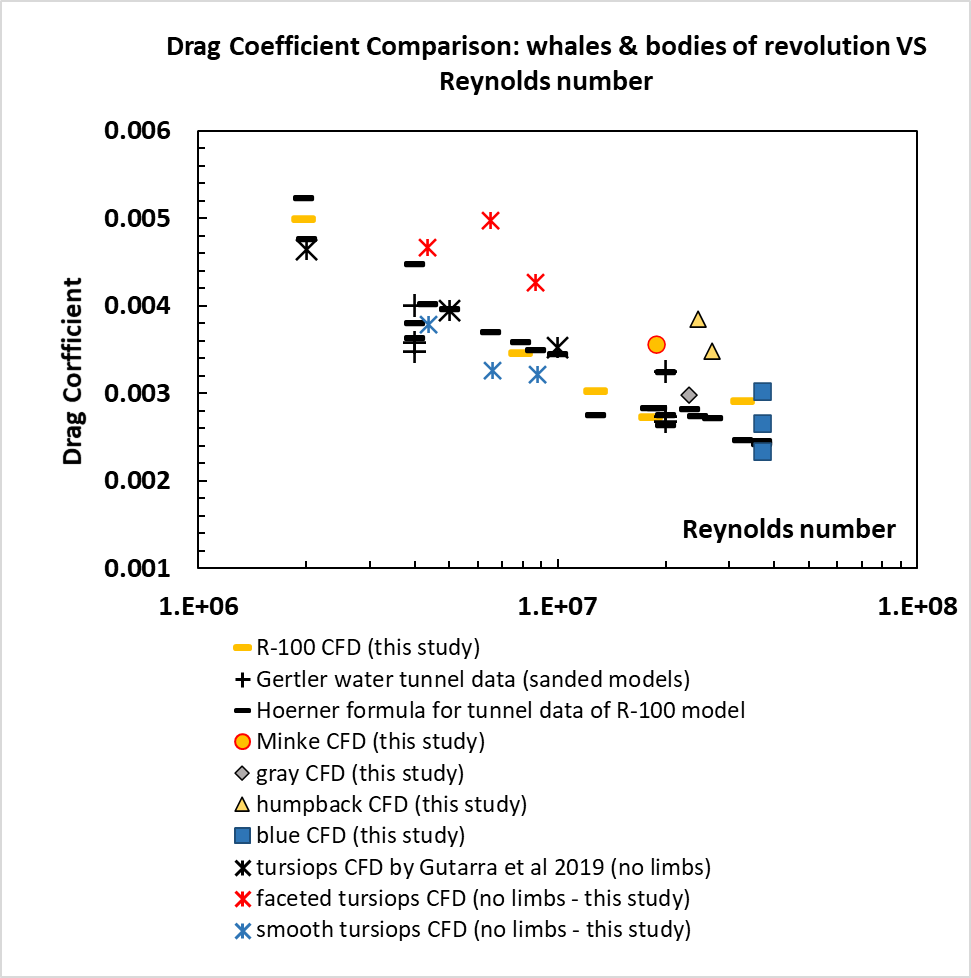 Drag Coefficient Comparison: whales & bodies of revolution VS
Reynolds number
0.006
0.005
0.004
0.003
0.002
0.001
Drag Corfficient
Reynolds number
1.E+06
1.E+07
1.E+08
R-100 CFD (this study)
Gertler water tunnel data (sanded models)
Hoerner formula for tunnel data of R-100 model
Minke CFD (this study)
gray CFD (this study)
humpback CFD (this study)
blue CFD (this study)
tursiops CFD by Gutarra et al 2019 (no limbs)
faceted tursiops CFD (no limbs - this study)
smooth tursiops CFD (no limbs - this study)